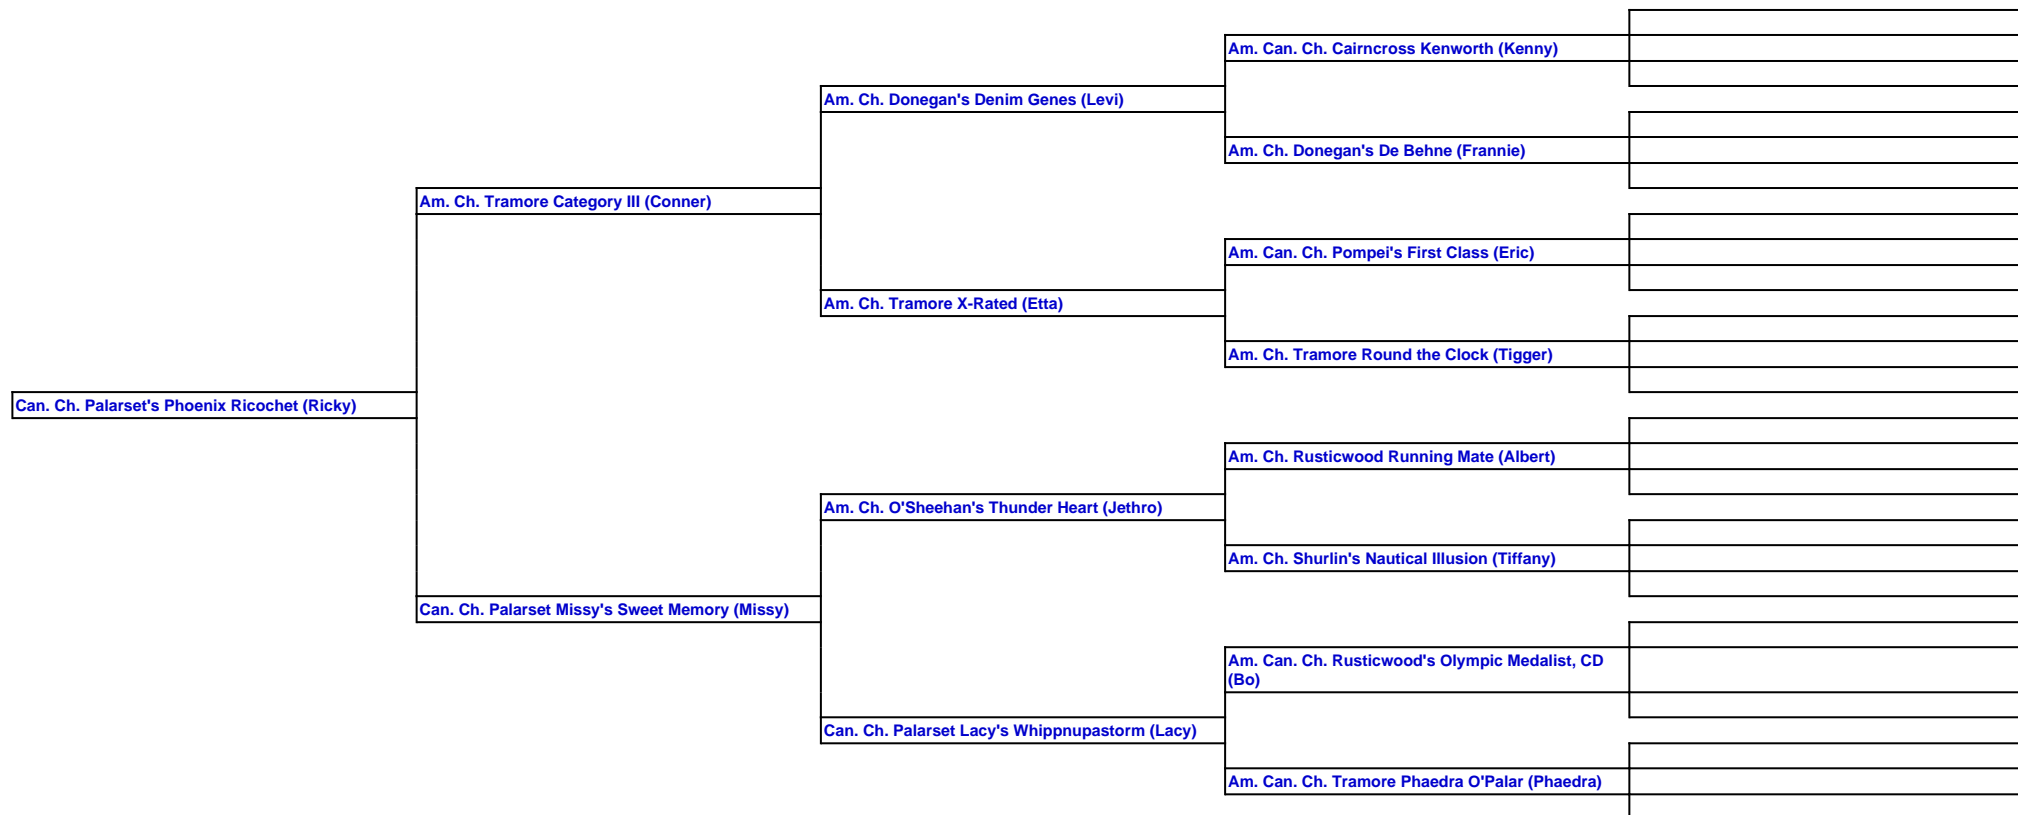 Am. Can. Ch. Cairncross Kenworth (Kenny)
Am. Ch. Donegan's Denim Genes (Levi)
Am. Ch. Donegan's De Behne (Frannie)
Am. Ch. Tramore Category III (Conner)
Am. Can. Ch. Pompei's First Class (Eric)
Am. Ch. Tramore X-Rated (Etta)
Am. Ch. Tramore Round the Clock (Tigger)
Can. Ch. Palarset's Phoenix Ricochet (Ricky)
Am. Ch. Rusticwood Running Mate (Albert)
Am. Ch. O'Sheehan's Thunder Heart (Jethro)
Am. Ch. Shurlin's Nautical Illusion (Tiffany)
Can. Ch. Palarset Missy's Sweet Memory (Missy)
Am. Can. Ch. Rusticwood's Olympic Medalist, CD
(Bo)
Can. Ch. Palarset Lacy's Whippnupastorm (Lacy)
Am. Can. Ch. Tramore Phaedra O'Palar (Phaedra)